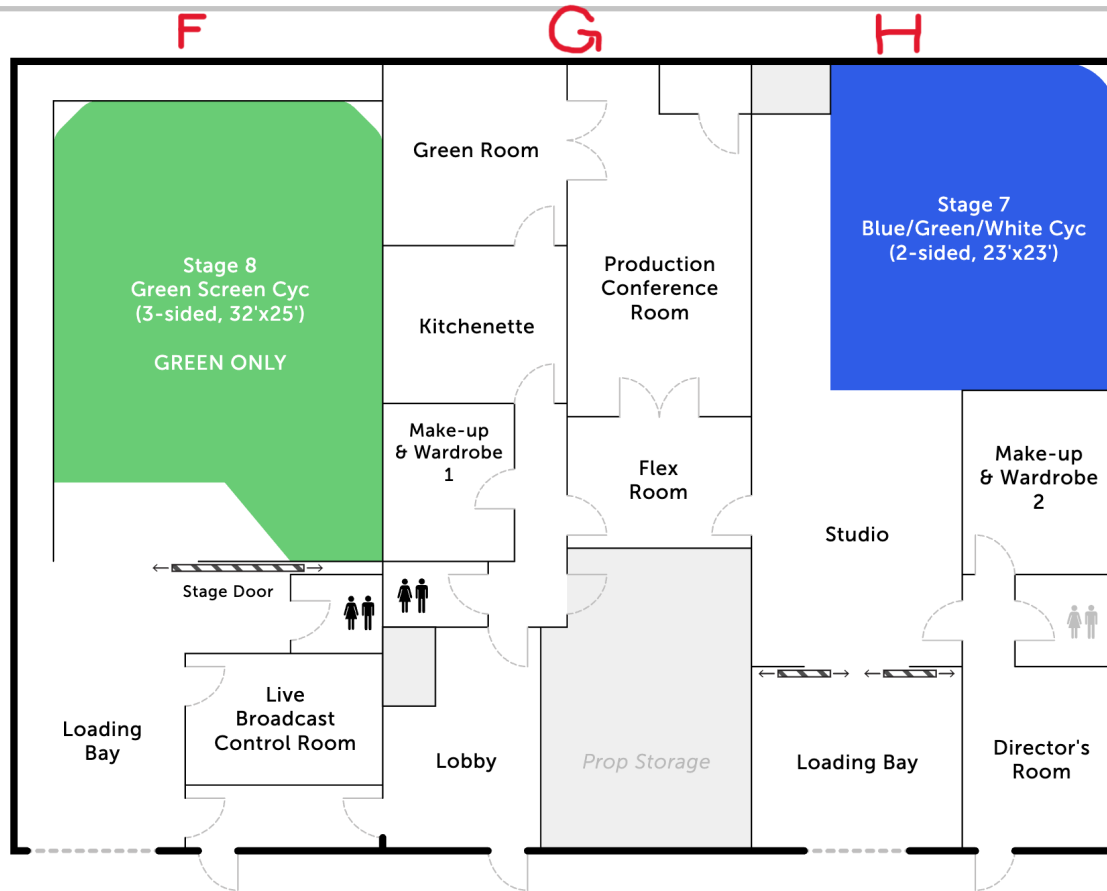 F
G
H
Green Room
Stage 7
Blue/Green/White Cyc
(2-sided, 23'x23')
Stage 8
Green Screen Cyc
(3-sided, 32'x25')
GREEN ONLY
Production
Conference
Room
Kitchenette
Make-up
& Wardrobe
1
Flex
Room
Make-up
& Wardrobe
2
Studio
Stage Door
Live
Broadcast
Control Room
Loading
Bay
Lobby
Prop Storage
Loading Bay
Director's
Room